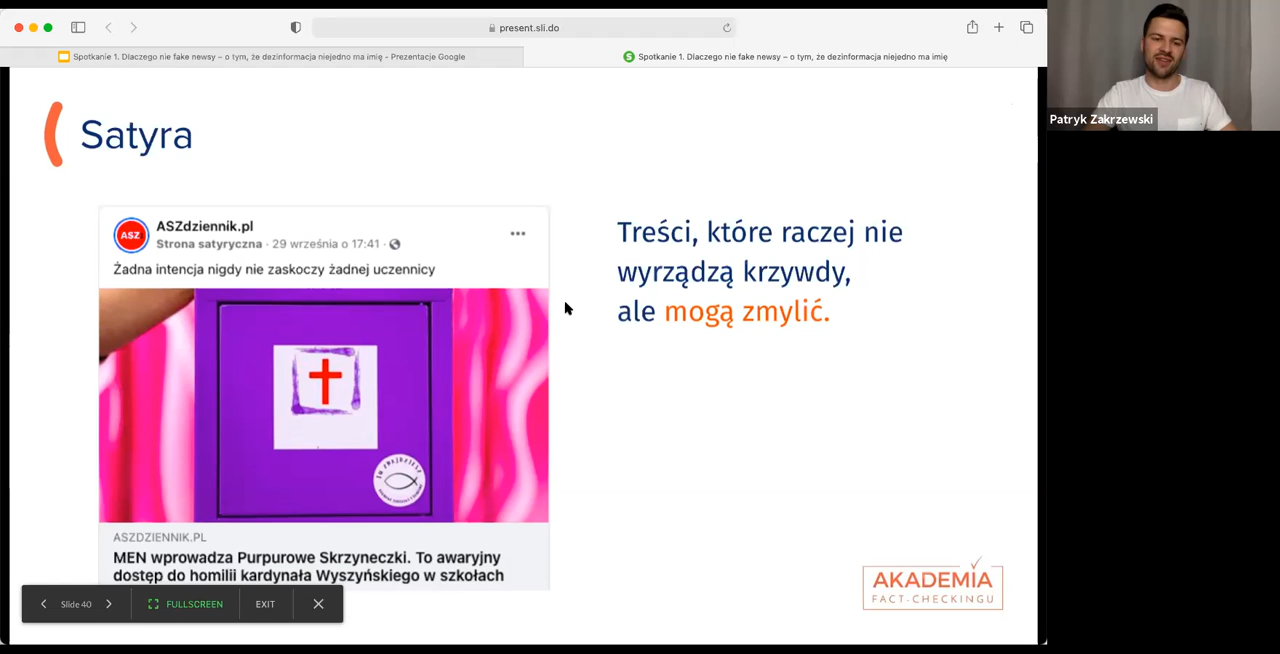 present.sli.do
Spotkanie 1. Dlaczego nie fake newsy – o tym, że dezinformacja niejedno ma imię - Prezentacje Google
S Spotkanie 1. Dlaczego nie fake newsy – o tym, że dezinformacja niejedno ma imię
Patryk Zakrzewski
Satyra
ASZ
ASZdziennik.pl
Strona satyryczna · 29 września o 17:41 ·
Żadna intencja nigdy nie zaskoczy żadnej uczennicy
Treści, które raczej nie
wyrządzą krzywdy,
ale mogą zmylić.
TU ZNAJDZIESZ
ASZDZIENNIK.PL
MEN wprowadza Purpurowe Skrzyneczki. To awaryjny
dostęp do homilii kardynała Wyszyńskiego w szkołach
AKADEMIA
FACT-CHECKINGU
Slide 40
FULLSCREEN
EXIT